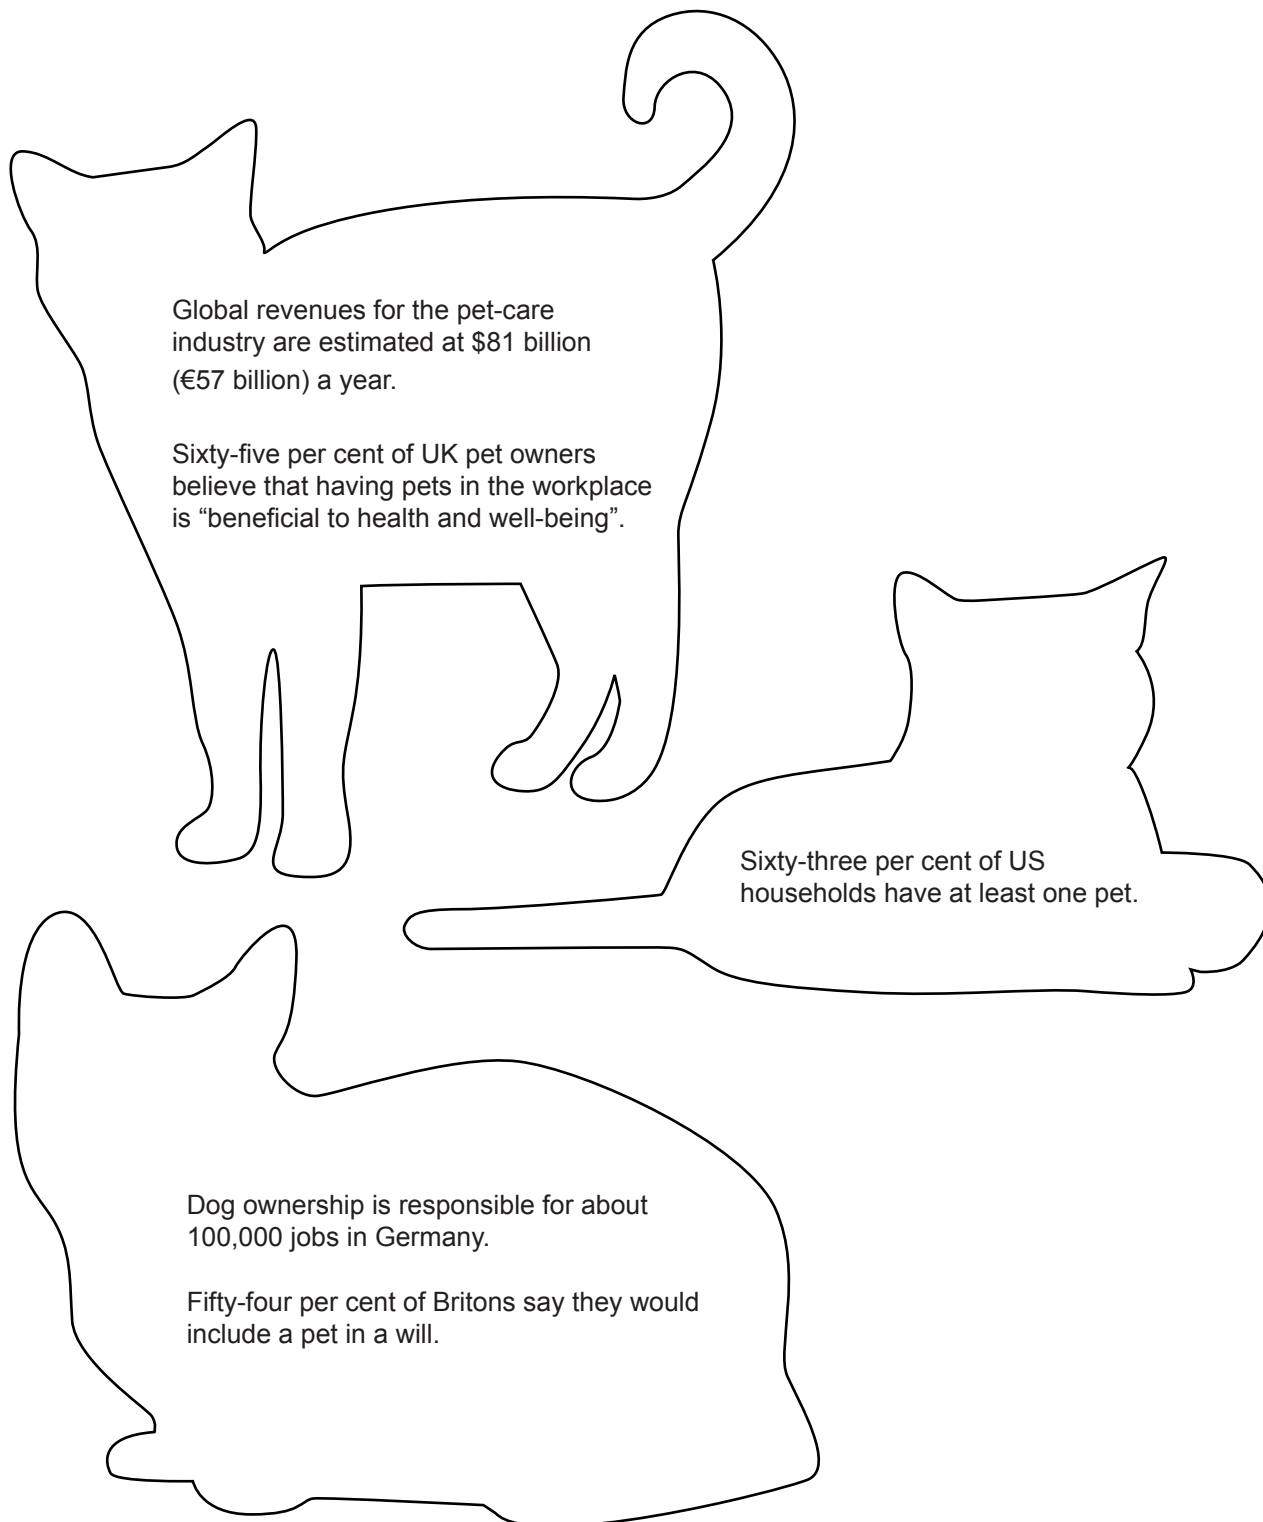 Global revenues for the pet-care
industry are estimated at $81 billion
(€57 billion) a year.
Sixty-five per cent of UK pet owners
believe that having pets in the workplace
is “beneficial to health and well-being”.
Sixty-three per cent of US
households have at least one pet.
Dog ownership is responsible for about
100,000 jobs in Germany.
Fifty-four per cent of Britons say they would
include a pet in a will.